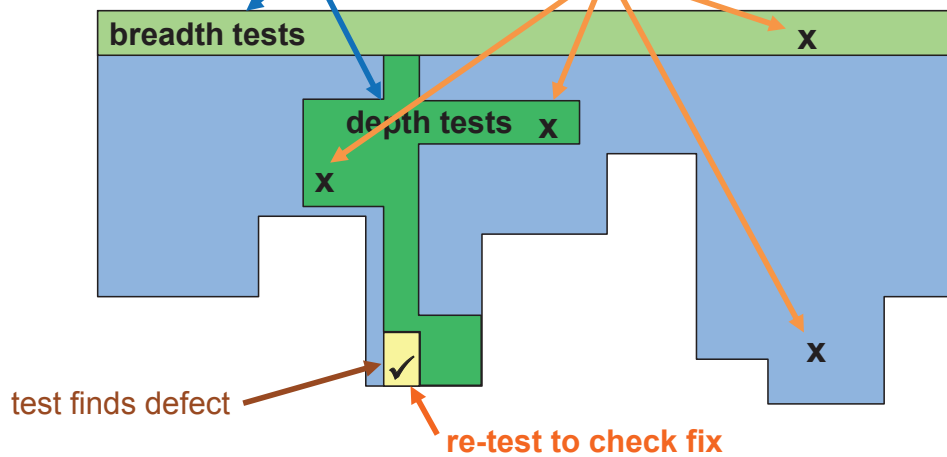 breadth tests
x
depth tests x
x
x
✓
test finds defect
re-test to check fix